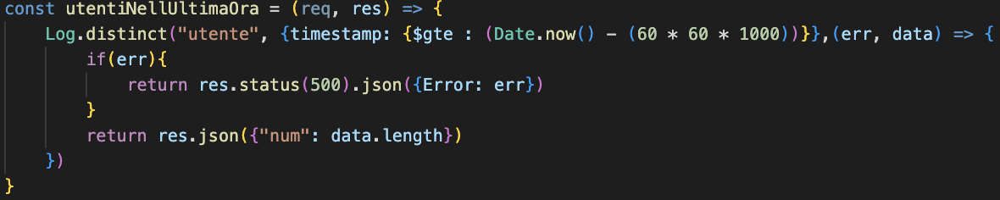 const utentiNellUltimaOra = (req, res) => {
    Log.distinct("utente", {timestamp: {$gte : (Date.now() - (60 * 60 * 1000))}},(err, data) => {
        if(err){
            return res.status(500).json({Error: err})
        }
        return res.json({"num": data.length})
    })
}